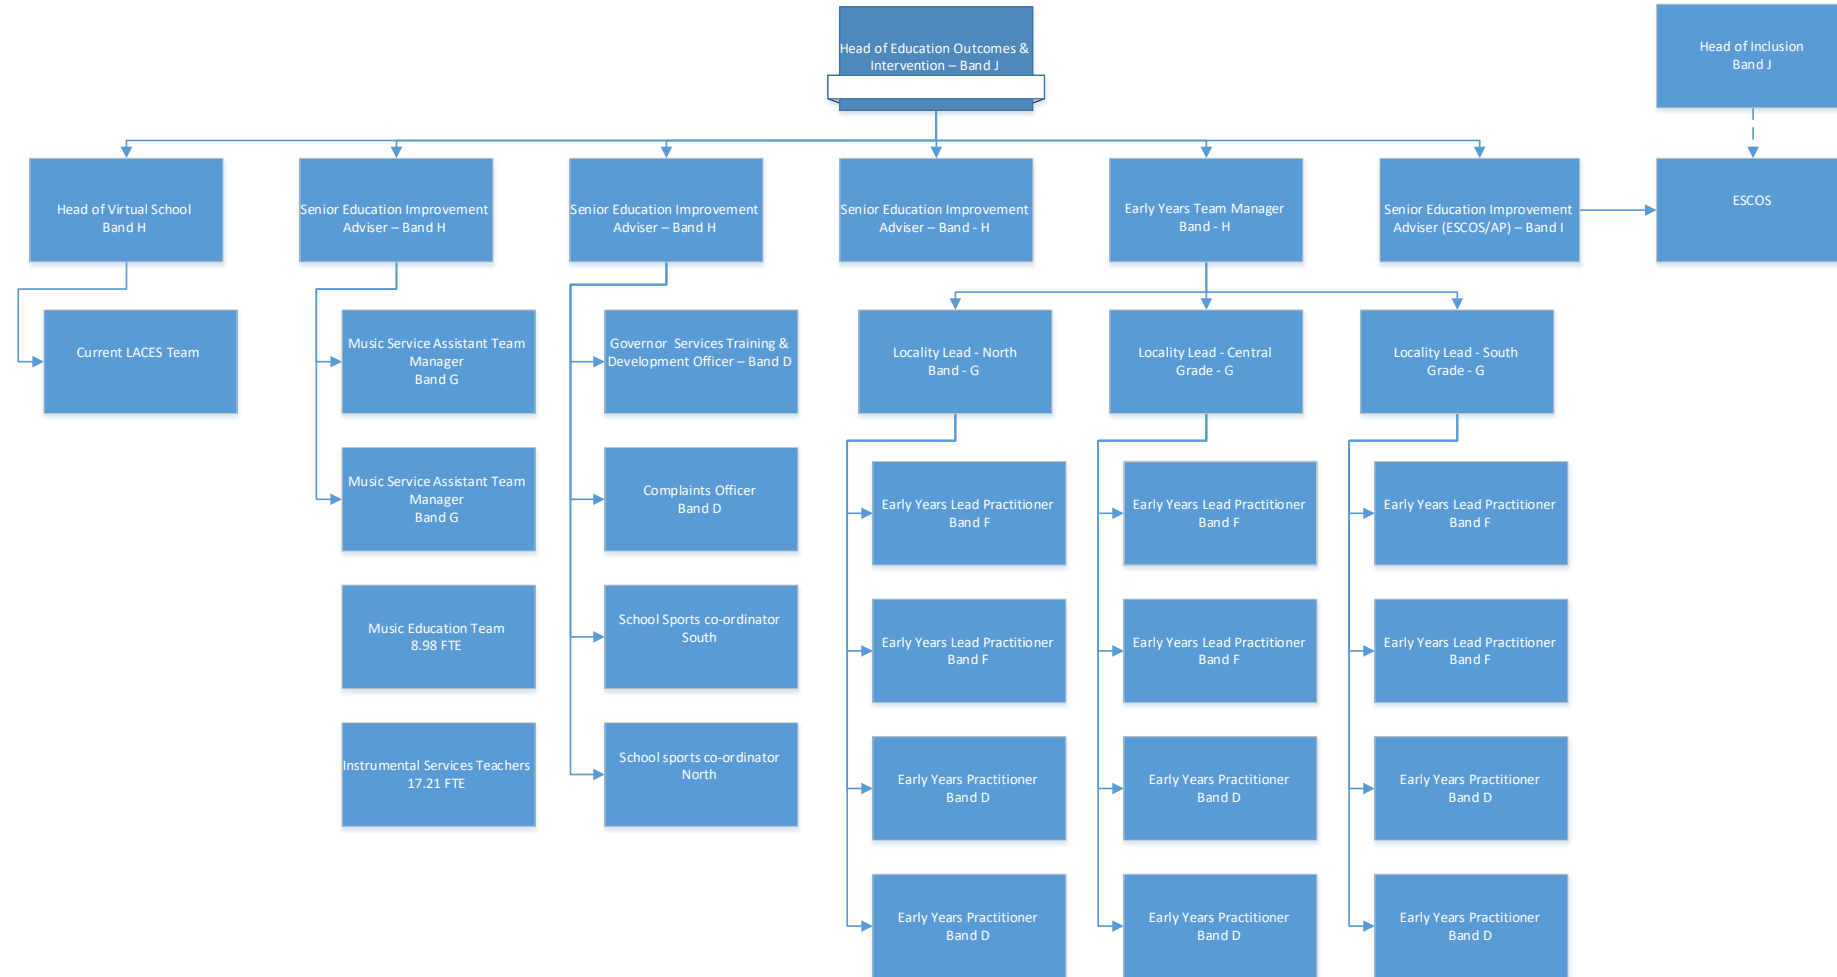 Head of Education Outcomes &
Intervention – Band J
Head of Inclusion
Band J
Head of Virtual School
Band H
Senior Education Improvement
Adviser – Band H
Senior Education Improvement
Adviser – Band H
Senior Education Improvement
Adviser – Band - H
Early Years Team Manager
Band - H
Senior Education Improvement
Adviser (ESCOS/AP) – Band I
ESCOS
Current LACES Team
Music Service Assistant Team
Manager
Band G
Governor  Services Training &
Development Officer – Band D
Locality Lead - North
Band - G
Locality Lead - Central
Grade - G
Locality Lead - South
Grade - G
Music Service Assistant Team
Manager
Band G
Complaints Officer
Band D
Early Years Lead Practitioner
Band F
Early Years Lead Practitioner
Band F
Early Years Lead Practitioner
Band F
Music Education Team
8.98 FTE
School Sports co-ordinator
South
Early Years Lead Practitioner
Band F
Early Years Lead Practitioner
Band F
Early Years Lead Practitioner
Band F
Instrumental Services Teachers
17.21 FTE
School sports co-ordinator
North
Early Years Practitioner
Band D
Early Years Practitioner
Band D
Early Years Practitioner
Band D
Early Years Practitioner
Band D
Early Years Practitioner
Band D
Early Years Practitioner
Band D